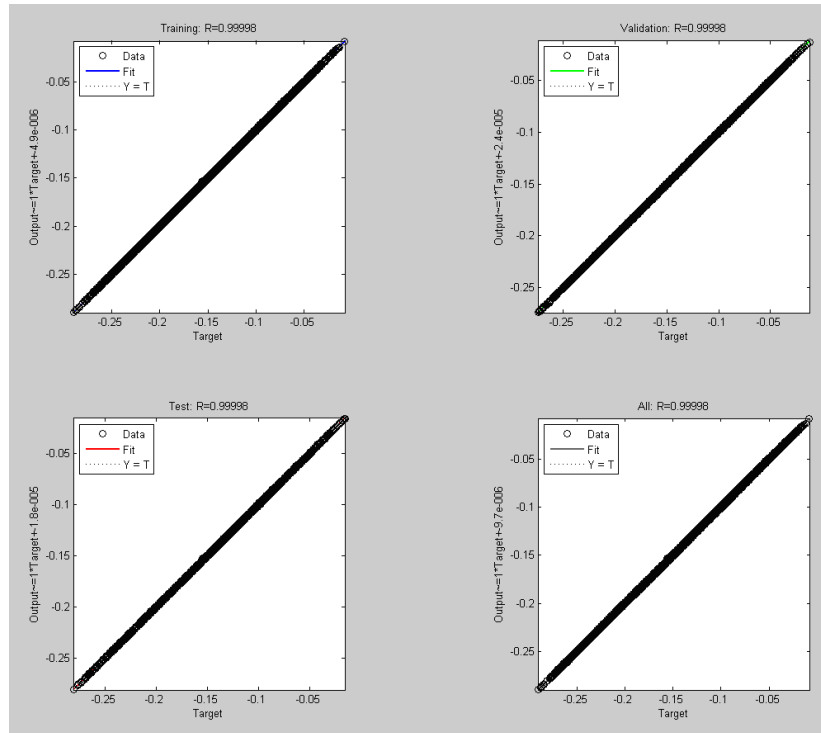 Training: R=0.99998
Data
Fit
Y = T
Output~=1*Target+-4.9e-006
-0.05
-0.1
-0.15
-0.2
-0.25
-0.25 -0.2 -0.15 -0.1 -0.05
Target
Validation: R=0.99998
Data
Fit
Y = T
Output~=1*Target+-2.4e-005
-0.05
-0.1
-0.15
-0.2
-0.25
-0.25 -0.2 -0.15 -0.1 -0.05
Target
Test: R=0.99998
Data
Fit
Y = T
Output~=1*Target+-1.8e-005
-0.05
-0.1
-0.15
-0.2
-0.25
-0.25 -0.2 -0.15 -0.1 -0.05
Target
All: R=0.99998
Data
Fit
Y = T
Output~=1*Target+-9.7e-006
-0.05
-0.1
-0.15
-0.2
-0.25
-0.25 -0.2 -0.15 -0.1 -0.05
Target